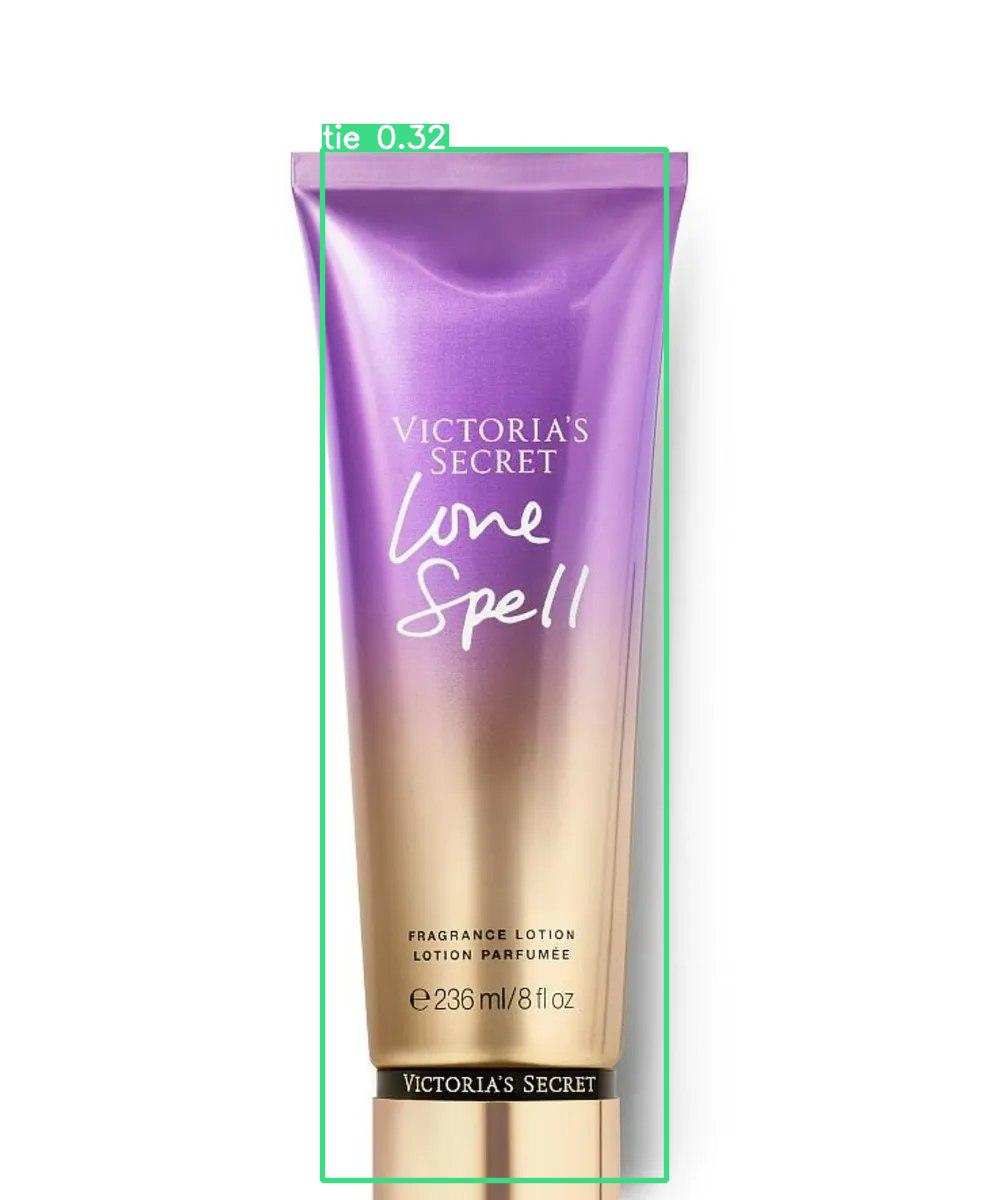 tie 0.32
VICTORIA'S
SECRET
Love
Spell
FRAGRANCE LOTION
LOTION PARFUMÉE
℮ 236 ml/8 fl oz
VICTORIA'S SECRET